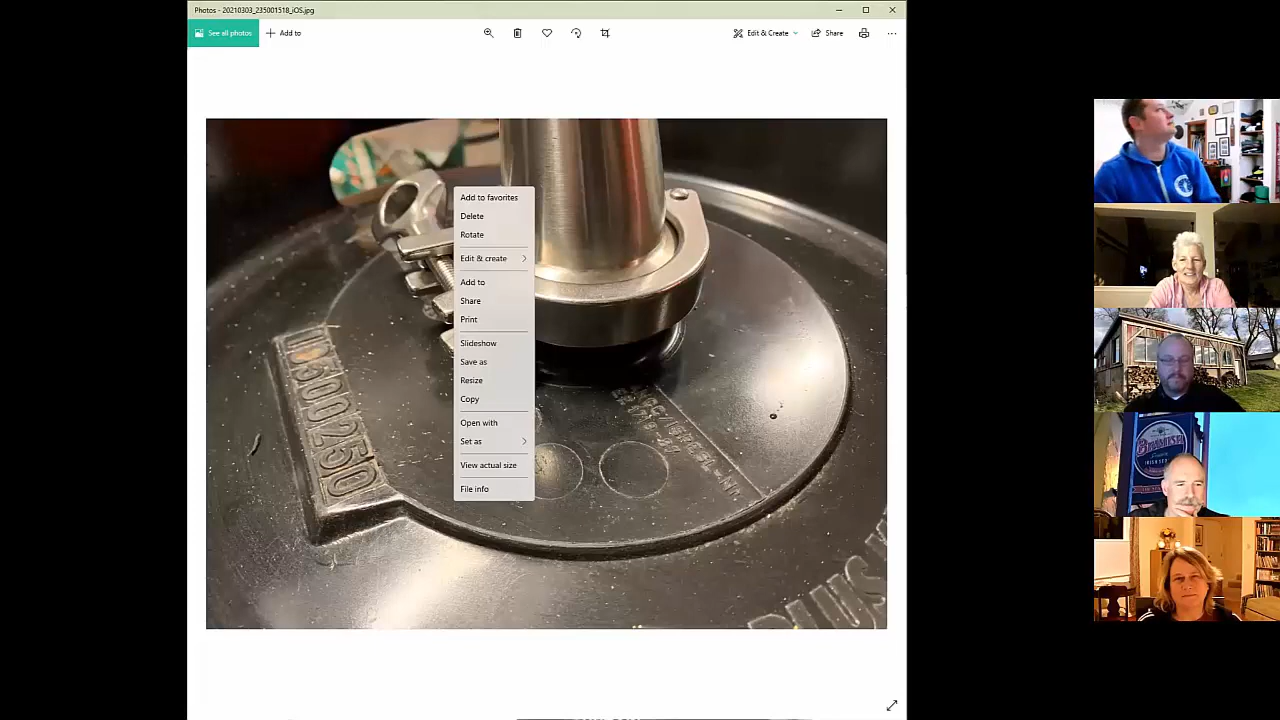 Photos - 20210303_235001518_iOS.jpg
See all photos
Add to
Edit & Create
Share
Add to favorites
Delete
Rotate
Edit & create
Add to
Share
Print
Slideshow
Save as
Resize
Copy
Open with
Set as
View actual size
File info
PLUS